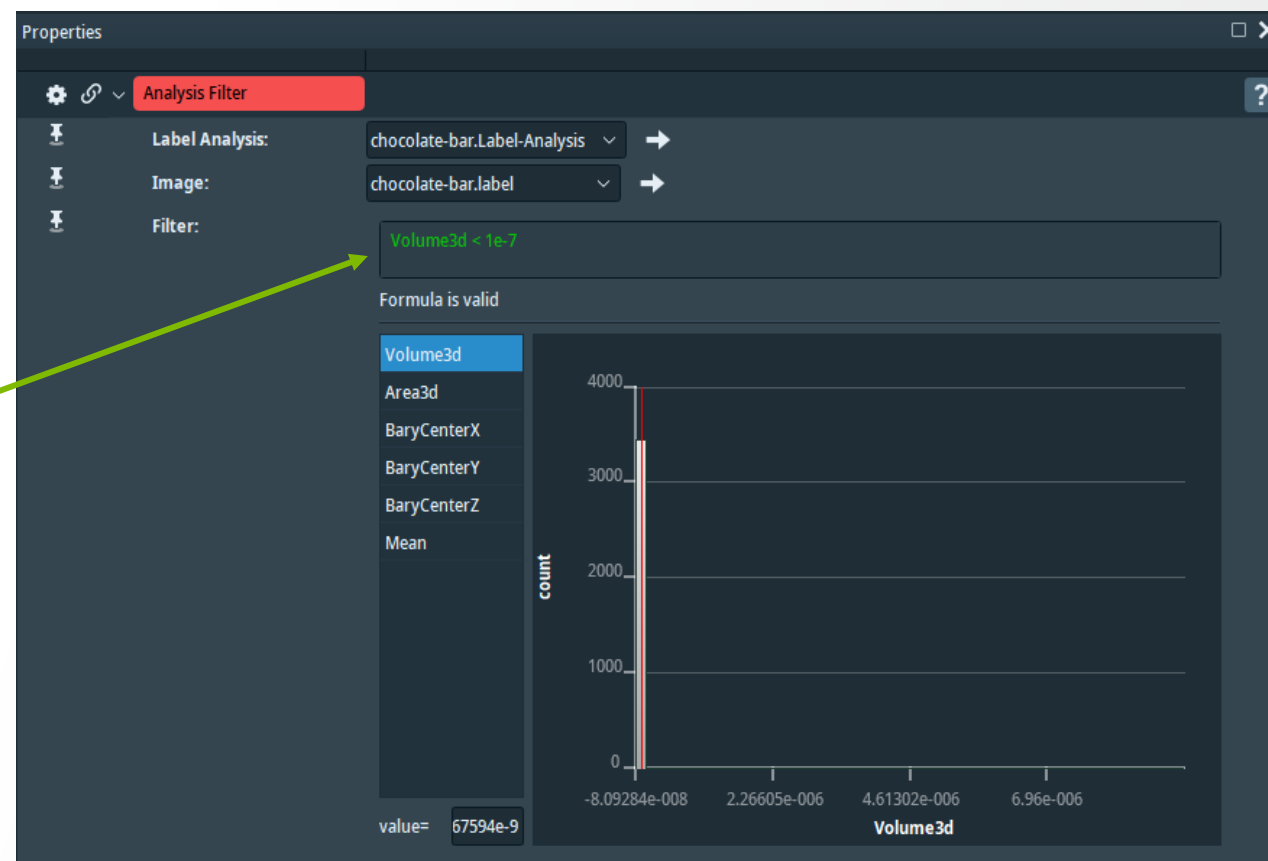 Properties
Analysis Filter
?
Label Analysis: chocolate-bar.Label-Analysis
Image: chocolate-bar.label
Filter:
Volume3d < 1e-7
Formula is valid
Volume3d
Area3d
BaryCenterX
BaryCenterY
BaryCenterZ
Mean
value= 67594e-9
count
4000
3000
2000
1000
0
-8.09284e-008 2.26605e-006 4.61302e-006 6.96e-006
Volume3d